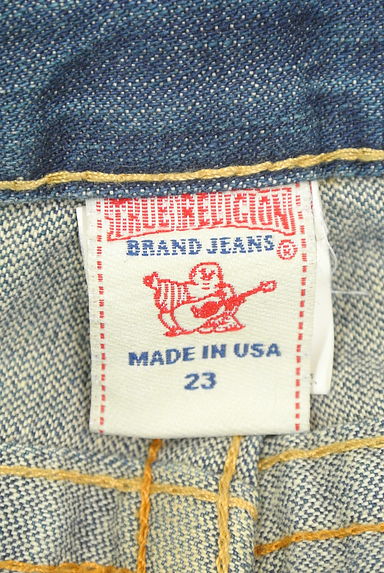 TRUE RELIGION
BRAND JEANS ®
MADE IN USA
23